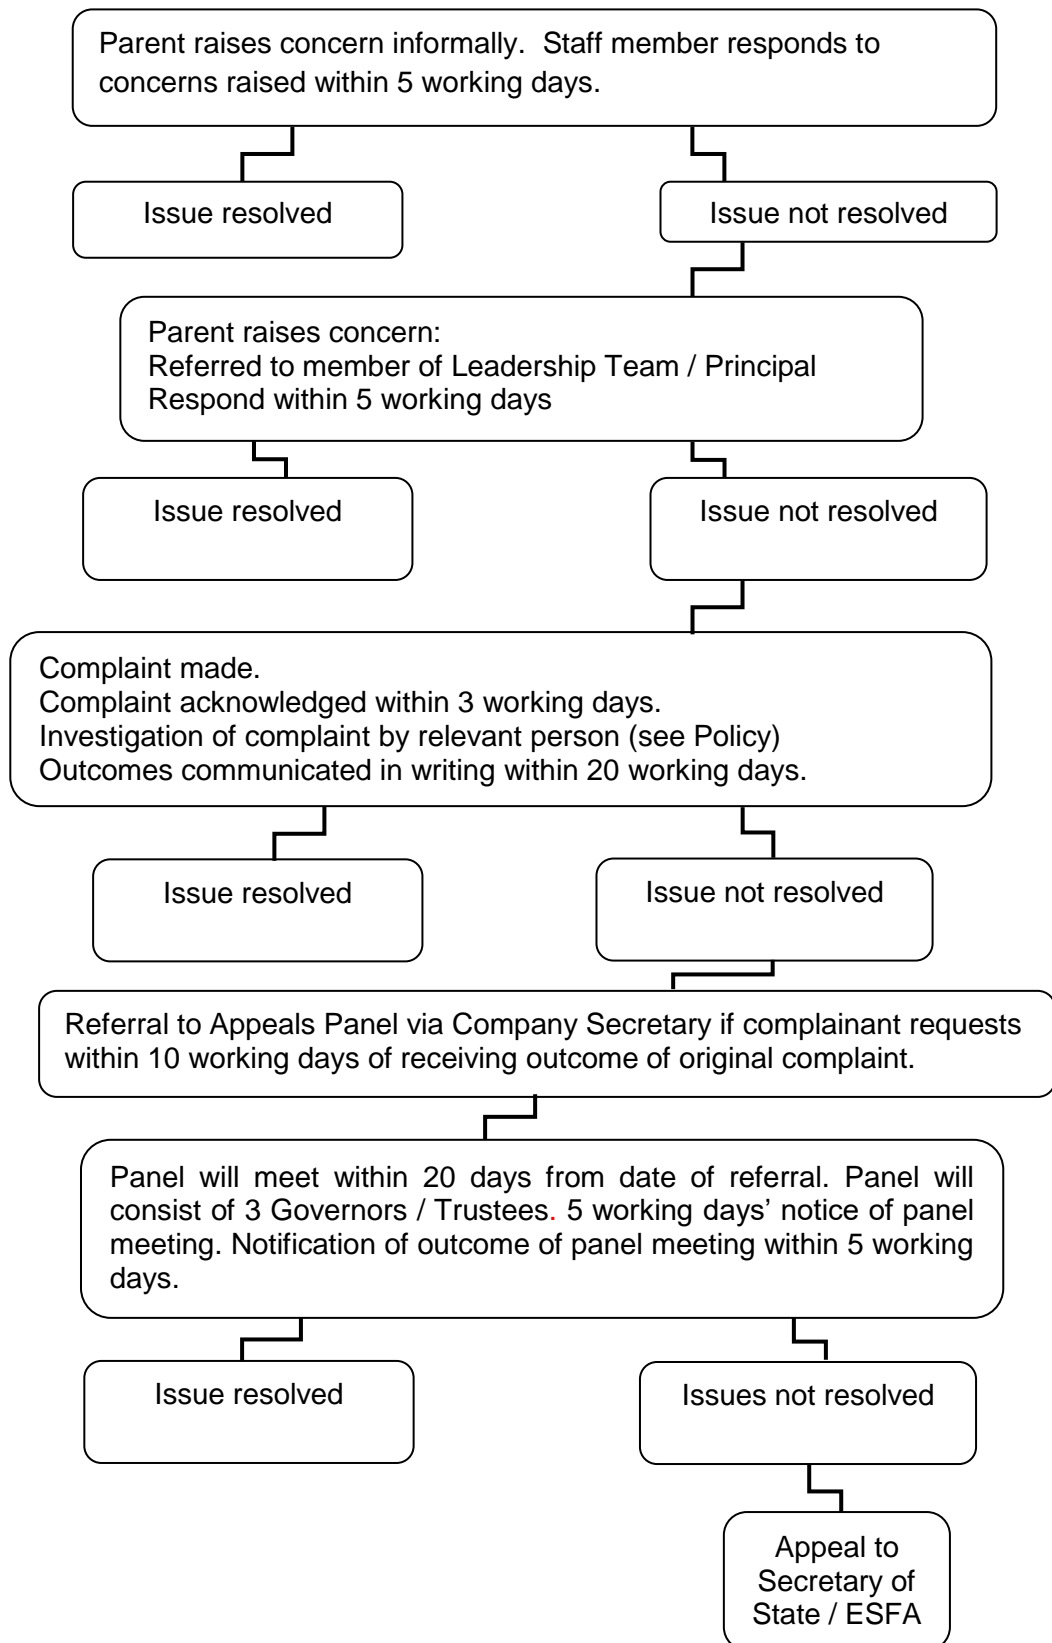 Parent raises concern informally.  Staff member responds to
concerns raised within 5 working days.
Issue resolved
Issue not resolved
Parent raises concern:
Referred to member of Leadership Team / Principal
Respond within 5 working days
Issue resolved
Issue not resolved
Complaint made.
Complaint acknowledged within 3 working days.
Investigation of complaint by relevant person (see Policy)
Outcomes communicated in writing within 20 working days.
Issue resolved
Issue not resolved
Referral to Appeals Panel via Company Secretary if complainant requests
within 10 working days of receiving outcome of original complaint.
Panel will meet within 20 days from date of referral. Panel will
consist of 3 Governors / Trustees. 5 working days’ notice of panel
meeting. Notification of outcome of panel meeting within 5 working
days.
Issue resolved
Issues not resolved
Appeal to
Secretary of
State / ESFA